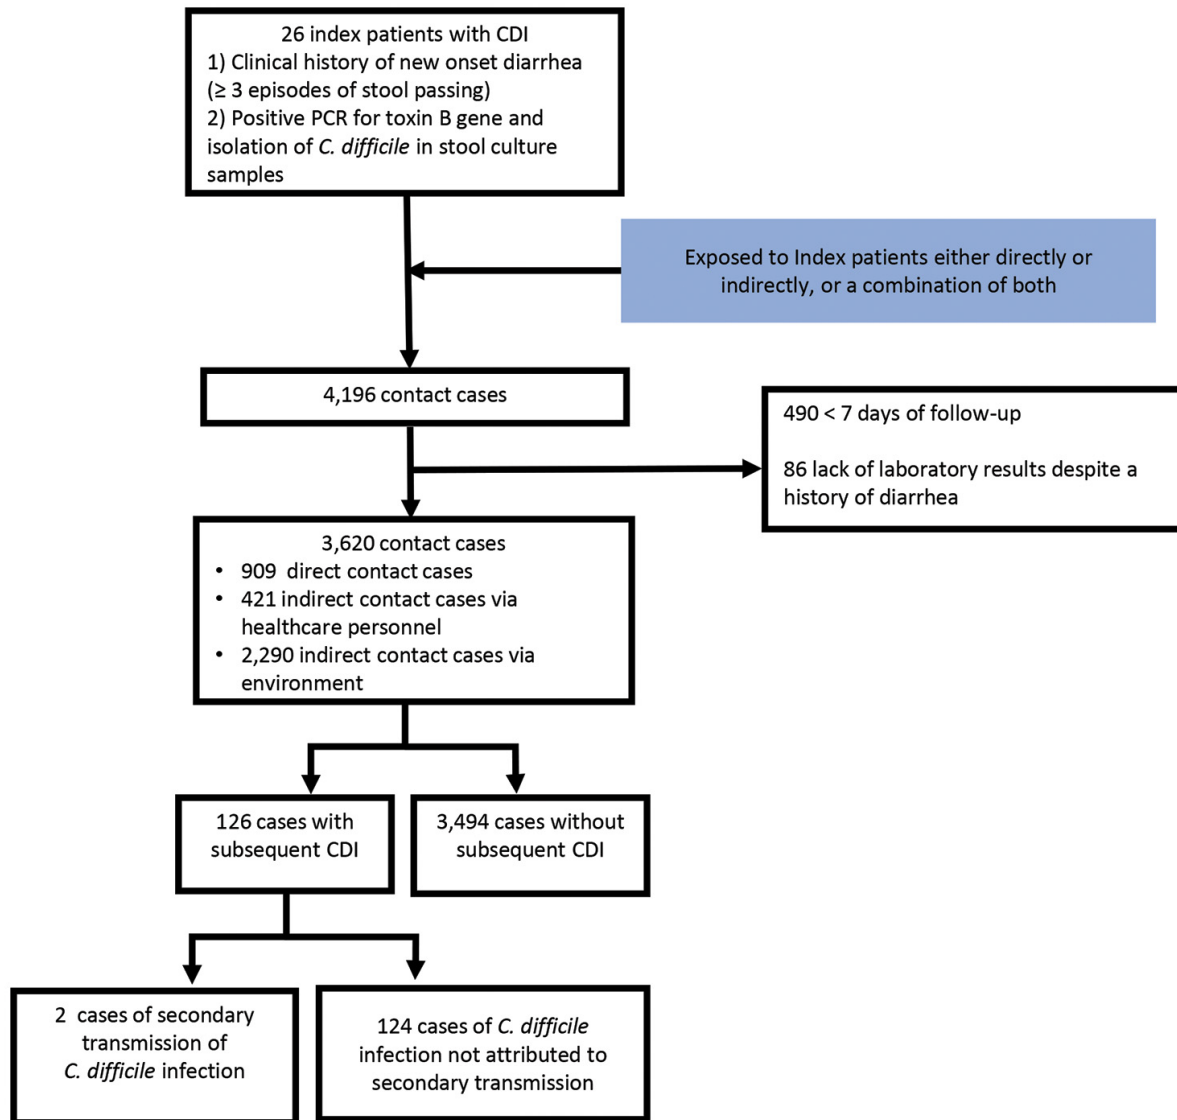 26 index patients with CDI
1) Clinical history of new onset diarrhea
(≥ 3 episodes of stool passing)
2) Positive PCR for toxin B gene and
isolation of C. difficile in stool culture
samples
Exposed to Index patients either directly or
indirectly, or a combination of both
4,196 contact cases
490 < 7 days of follow-up
86 lack of laboratory results despite a
history of diarrhea
3,620 contact cases
• 909 direct contact cases
• 421 indirect contact cases via
healthcare personnel
• 2,290 indirect contact cases via
environment
126 cases with
subsequent CDI
3,494 cases without
subsequent CDI
2 cases of secondary
transmission of
C. difficile infection
124 cases of C. difficile
infection not attributed to
secondary transmission